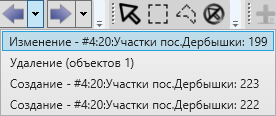 Изменение - #4:20:Участки пос.Дербышки: 199
Удаление (объектов 1)
Создание - #4:20:Участки пос.Дербышки: 223
Создание - #4:20:Участки пос.Дербышки: 222